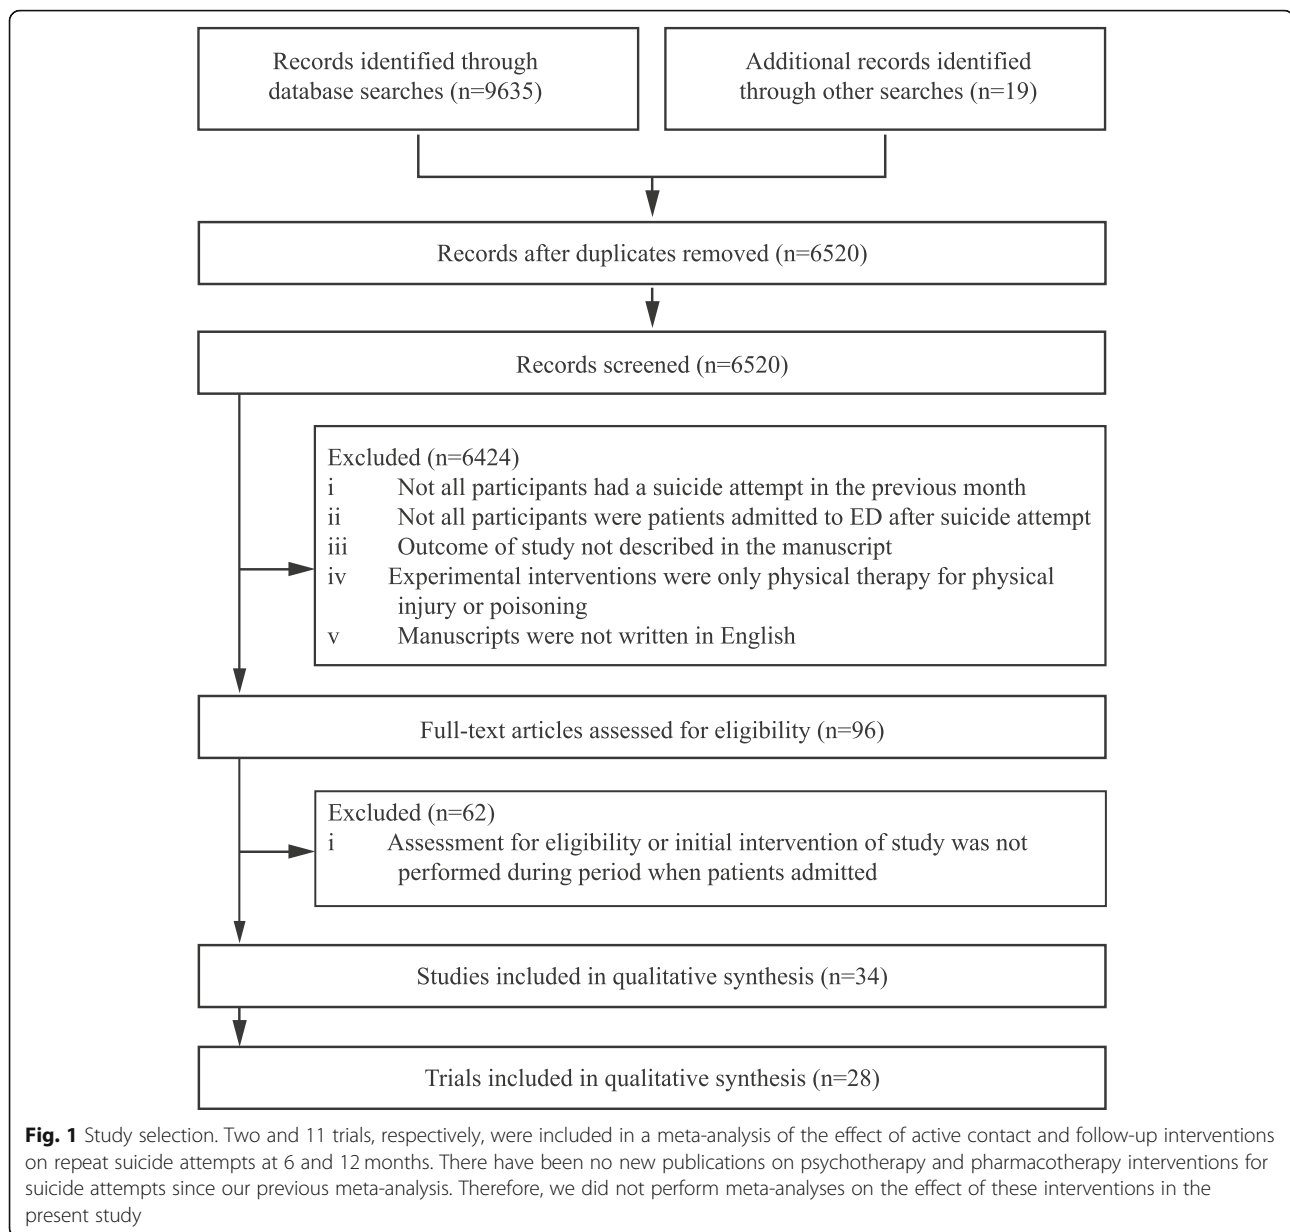 Records identified through
database searches (n=9635)
Additional records identified
through other searches (n=19)
Records after duplicates removed (n=6520)
Records screened (n=6520)
Excluded (n=6424)
i Not all participants had a suicide attempt in the previous month
ii Not all participants were patients admitted to ED after suicide attempt
iii Outcome of study not described in the manuscript
iv Experimental interventions were only physical therapy for physical
injury or poisoning
v Manuscripts were not written in English
Full-text articles assessed for eligibility (n=96)
Excluded (n=62)
i Assessment for eligibility or initial intervention of study was not
performed during period when patients admitted
Studies included in qualitative synthesis (n=34)
Trials included in qualitative synthesis (n=28)
Fig. 1 Study selection. Two and 11 trials, respectively, were included in a meta-analysis of the effect of active contact and follow-up interventions
on repeat suicide attempts at 6 and 12 months. There have been no new publications on psychotherapy and pharmacotherapy interventions for
suicide attempts since our previous meta-analysis. Therefore, we did not perform meta-analyses on the effect of these interventions in the
present study